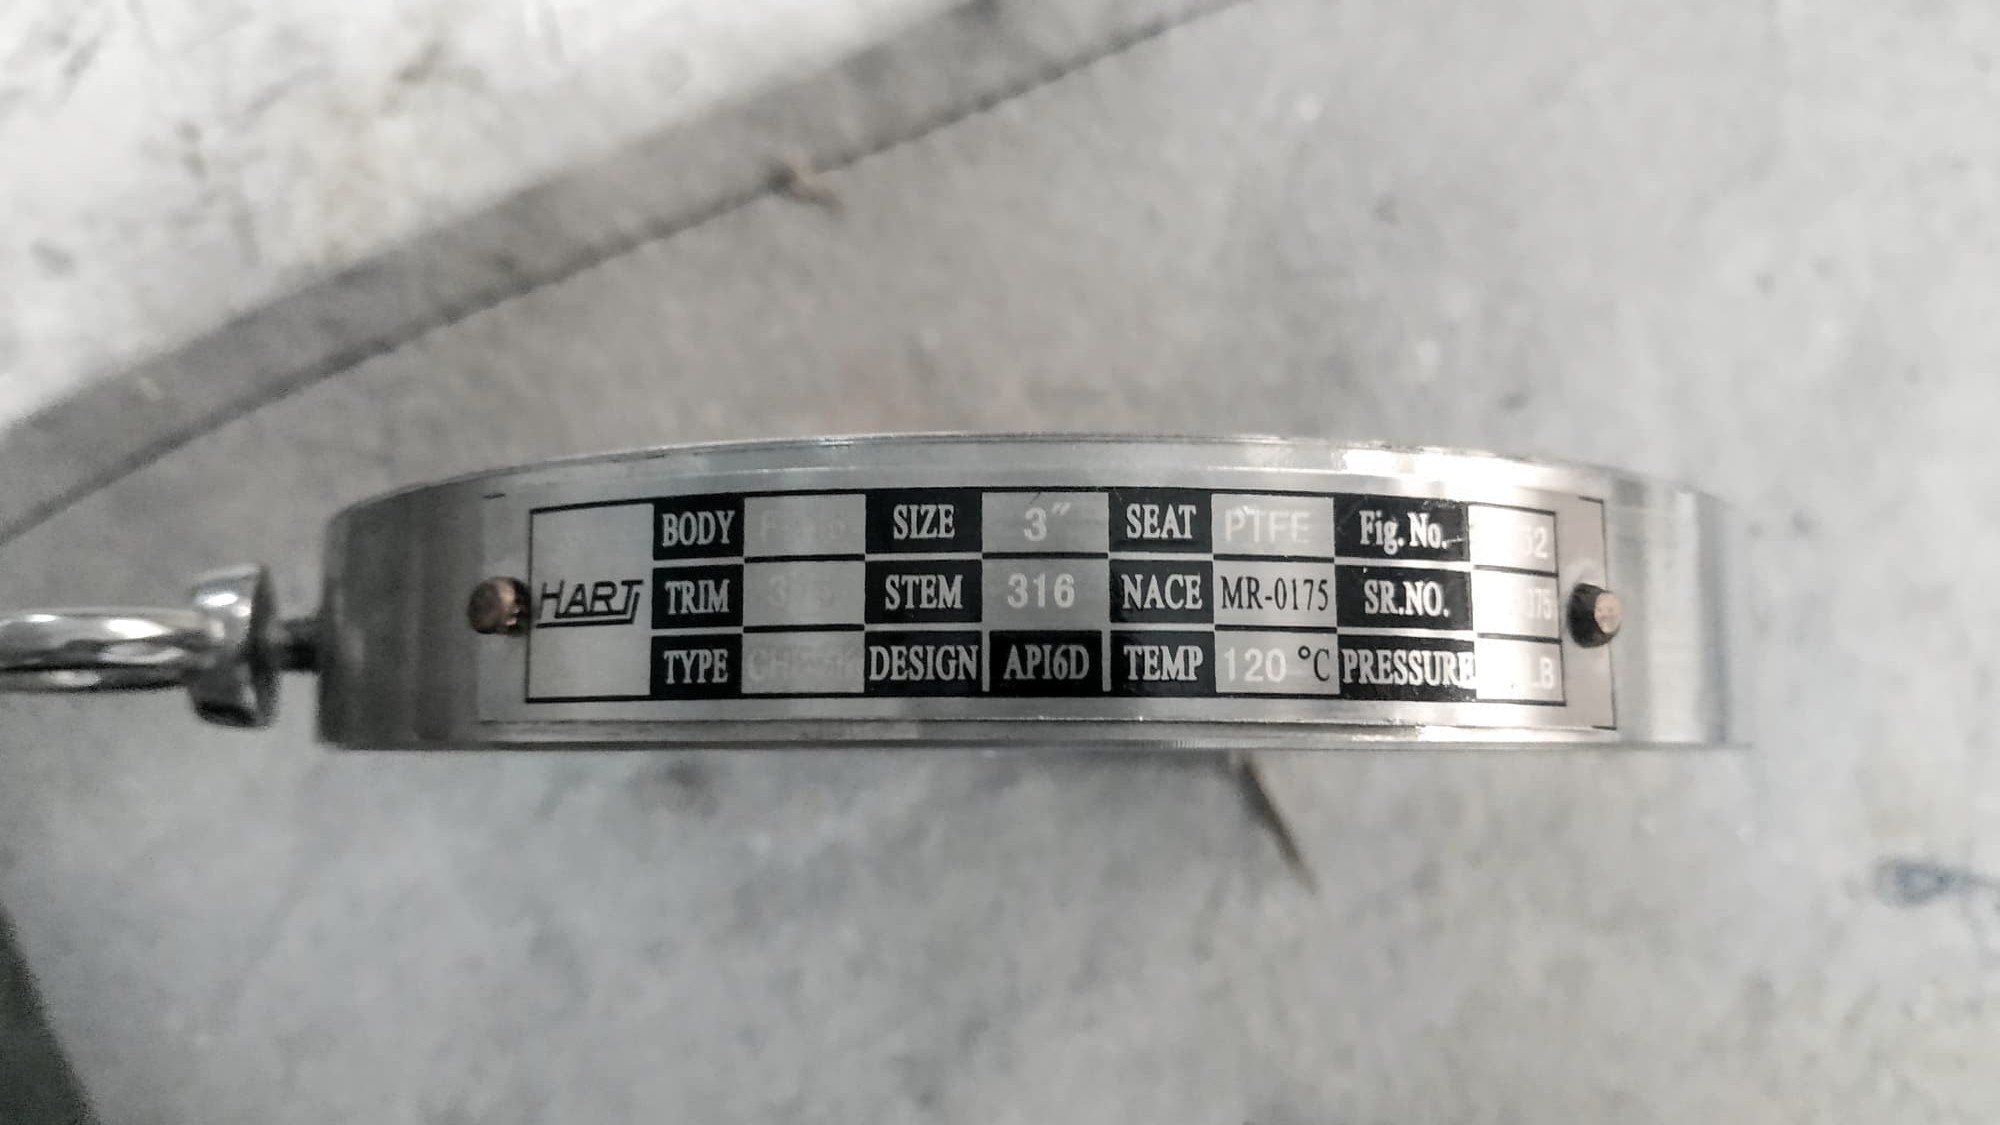 HART
BODY SIZE 3" SEAT PTFE Fig. No.
TRIM STEM 316 NACE MR-0175 SR.NO.
TYPE CHECK DESIGN API6D TEMP 120 °C PRESSURE